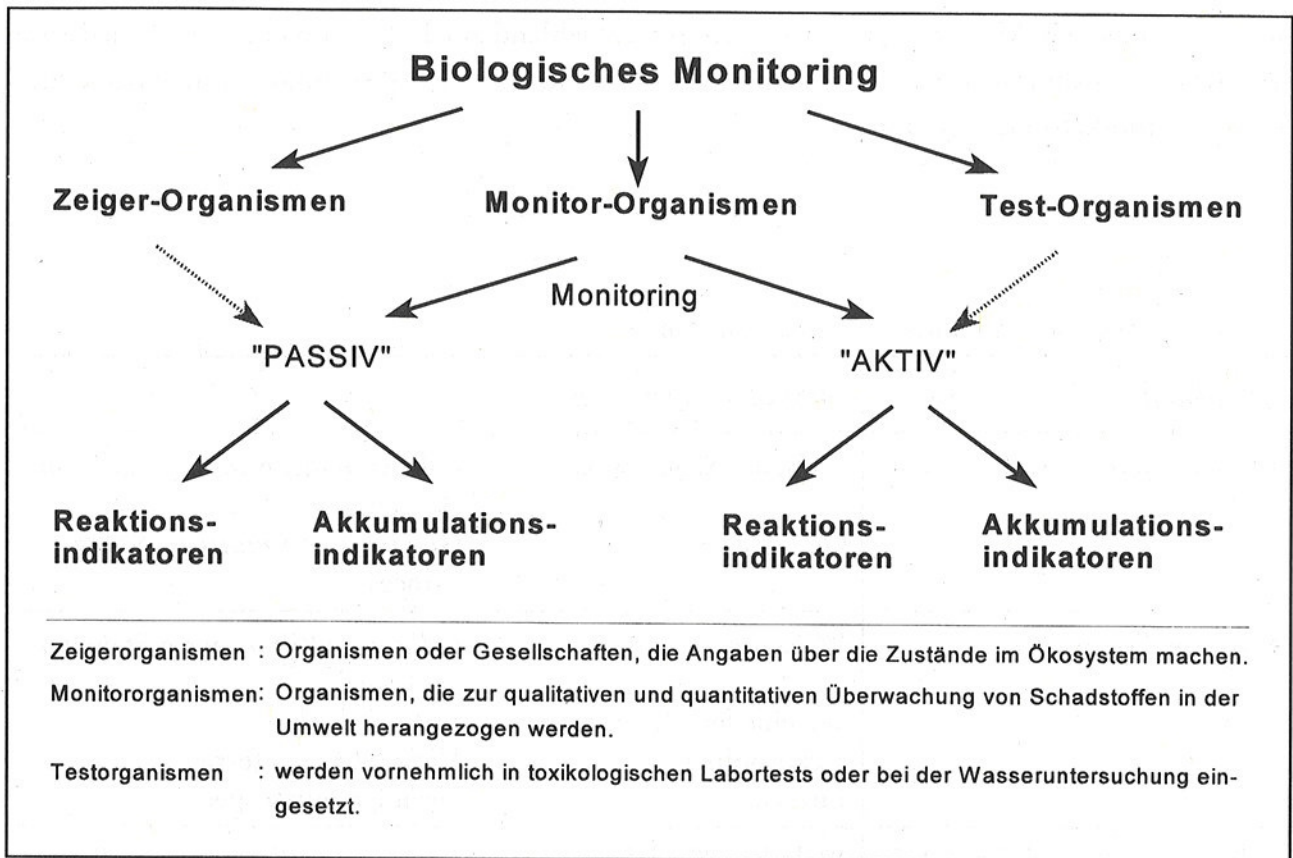 Biologisches Monitoring
Zeiger-Organismen Monitor-Organismen Test-Organismen
Monitoring
"PASSIV" "AKTIV"
Reaktions- Akkumulations- Reaktions- Akkumulations-
indikatoren indikatoren indikatoren indikatoren
Zeigerorganismen : Organismen oder Gesellschaften, die Angaben über die Zustände im Ökosystem machen.
Monitororganismen: Organismen, die zur qualitativen und quantitativen Überwachung von Schadstoffen in der
Umwelt herangezogen werden.
Testorganismen : werden vornehmlich in toxikologischen Labortests oder bei der Wasseruntersuchung ein-
gesetzt.